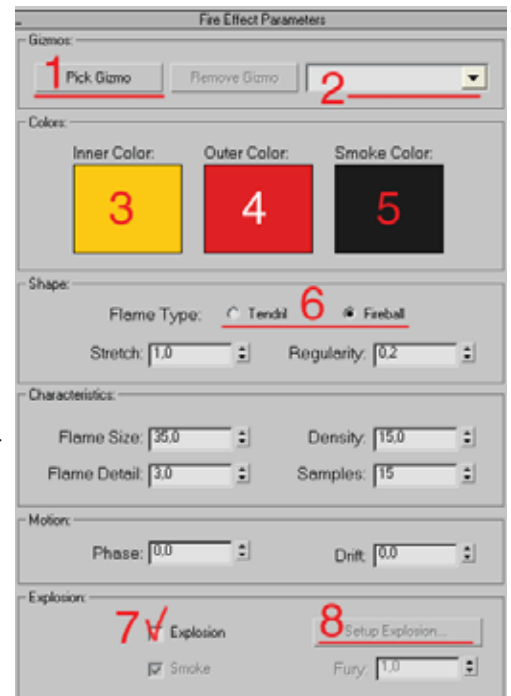 Fire Effect Parameters
Gizmos:
1 Pick Gizmo Remove Gizmo 2
Colors:
Inner Color: Outer Color: Smoke Color:
3 4 5
Shape:
Flame Type: Tendril 6 Fireball
Stretch: 1,0 Regularity: 0,2
Characteristics:
Flame Size: 35,0 Density: 15,0
Flame Detail: 3,0 Samples: 15
Motion:
Phase: 0,0 Drift: 0,0
Explosion:
7 Explosion 8 Setup Explosion...
Smoke Fury: 1,0